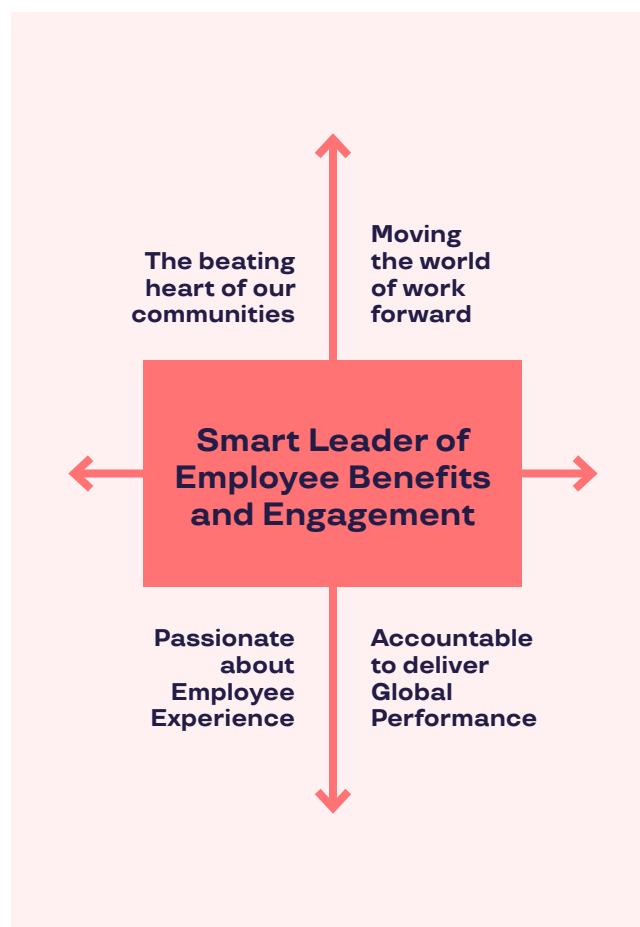 The beating
heart of our
communities
Moving
the world
of work
forward
Smart Leader of
Employee Benefits
and Engagement
Passionate
about
Employee
Experience
Accountable
to deliver
Global
Performance